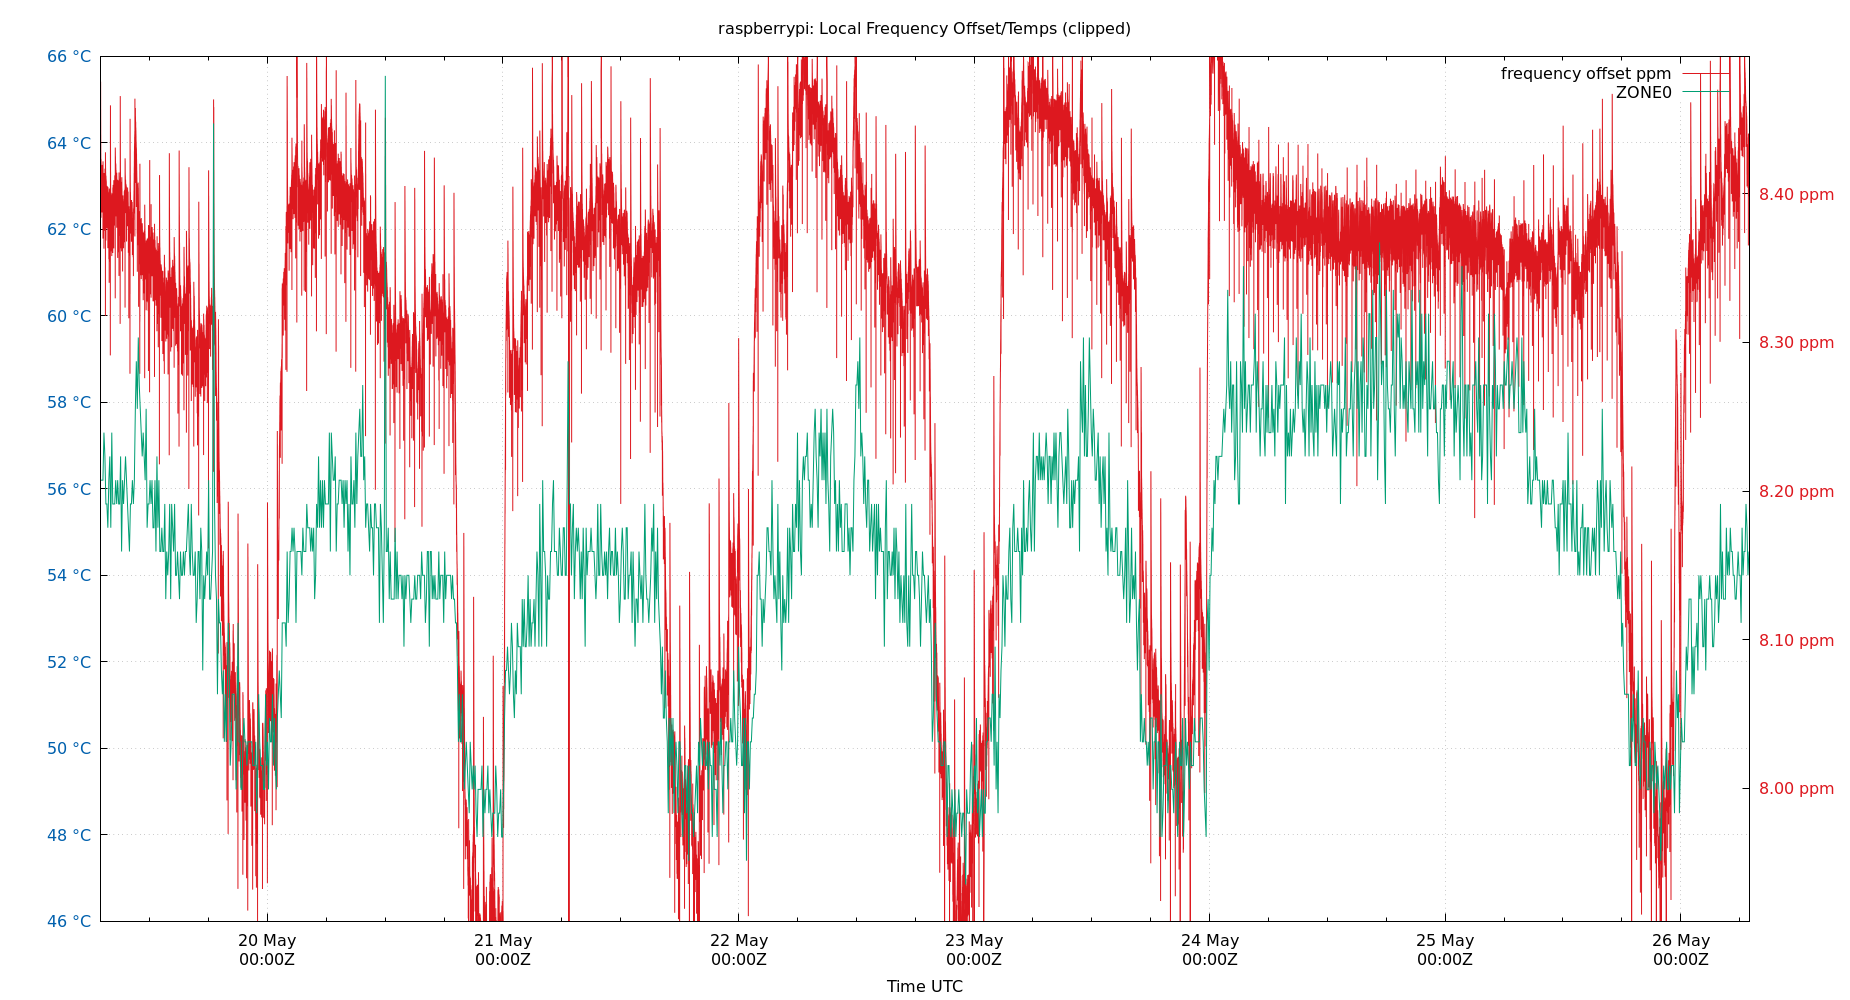 raspberrypi: Local Frequency Offset/Temps (clipped)
66 °C
64 °C
62 °C
60 °C
58 °C
56 °C
54 °C
52 °C
50 °C
48 °C
46 °C
frequency offset ppm
ZONE0
8.40 ppm
8.30 ppm
8.20 ppm
8.10 ppm
8.00 ppm
20 May
00:00Z
21 May
00:00Z
22 May
00:00Z
23 May
00:00Z
24 May
00:00Z
25 May
00:00Z
26 May
00:00Z
Time UTC